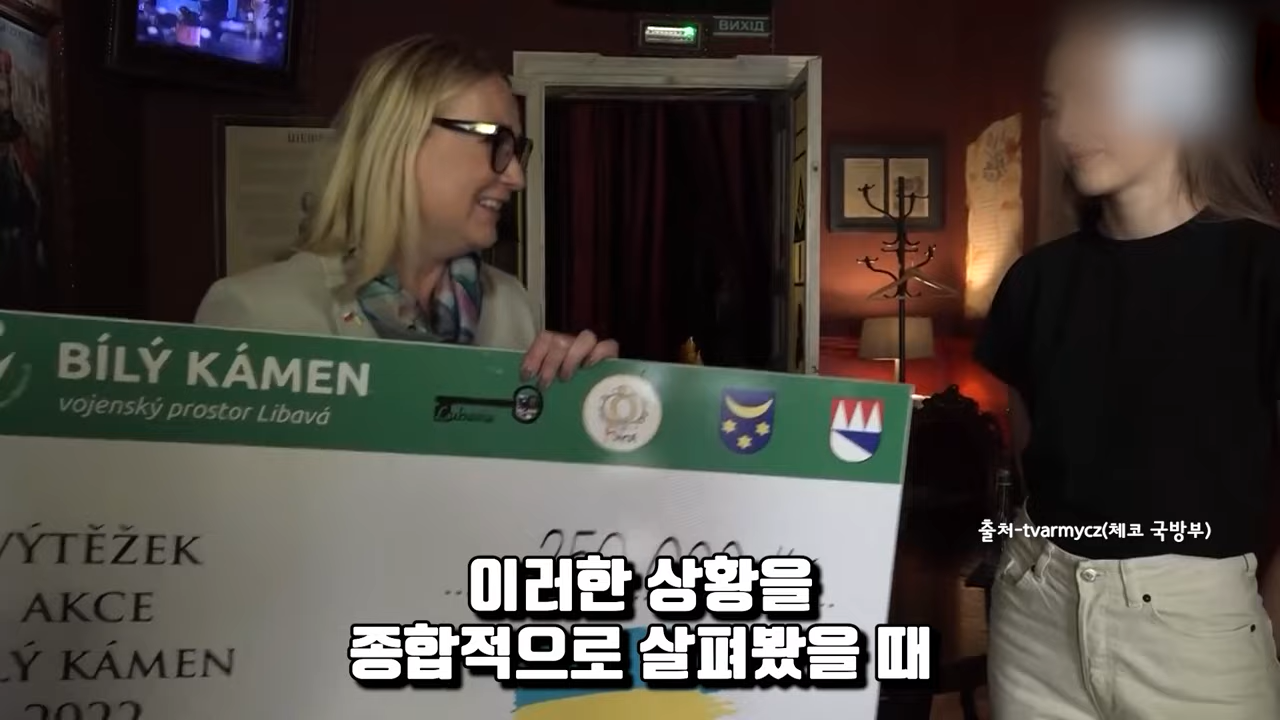 ВИХІД
BÍLÝ KÁMEN
vojenský prostor Libavá
VÝTĚŽEK
AKCE
LÝ KÁMEN
2022
출처-tvarmycz(체코 국방부)
이러한 상황을
종합적으로 살펴봤을 때